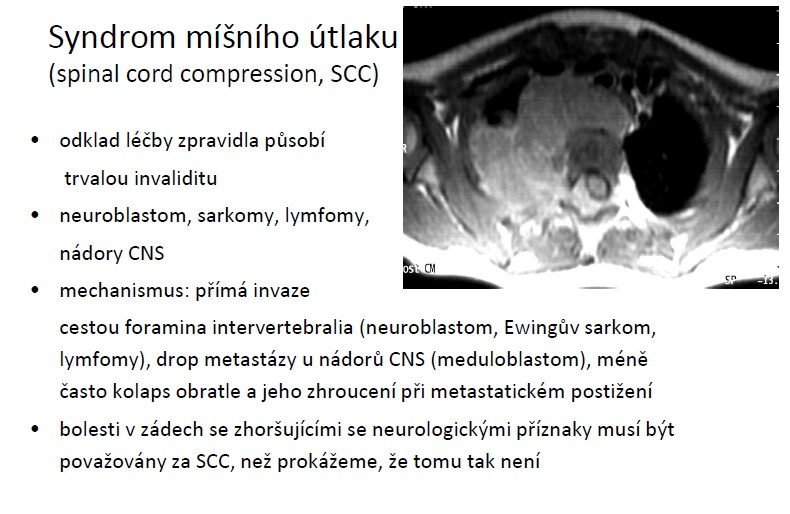 Syndrom míšního útlaku
(spinal cord compression, SCC)
• odklad léčby zpravidla působí
trvalou invaliditu
• neuroblastom, sarkomy, lymfomy,
nádory CNS
• mechanismus: přímá invaze
cestou foramina intervertebralia (neuroblastom, Ewingův sarkom,
lymfomy), drop metastázy u nádorů CNS (meduloblastom), méně
často kolaps obratle a jeho zhroucení při metastatickém postižení
• bolesti v zádech se zhoršujícími se neurologickými příznaky musí být
považovány za SCC, než prokážeme, že tomu tak není
R
ost CM
SP -13.